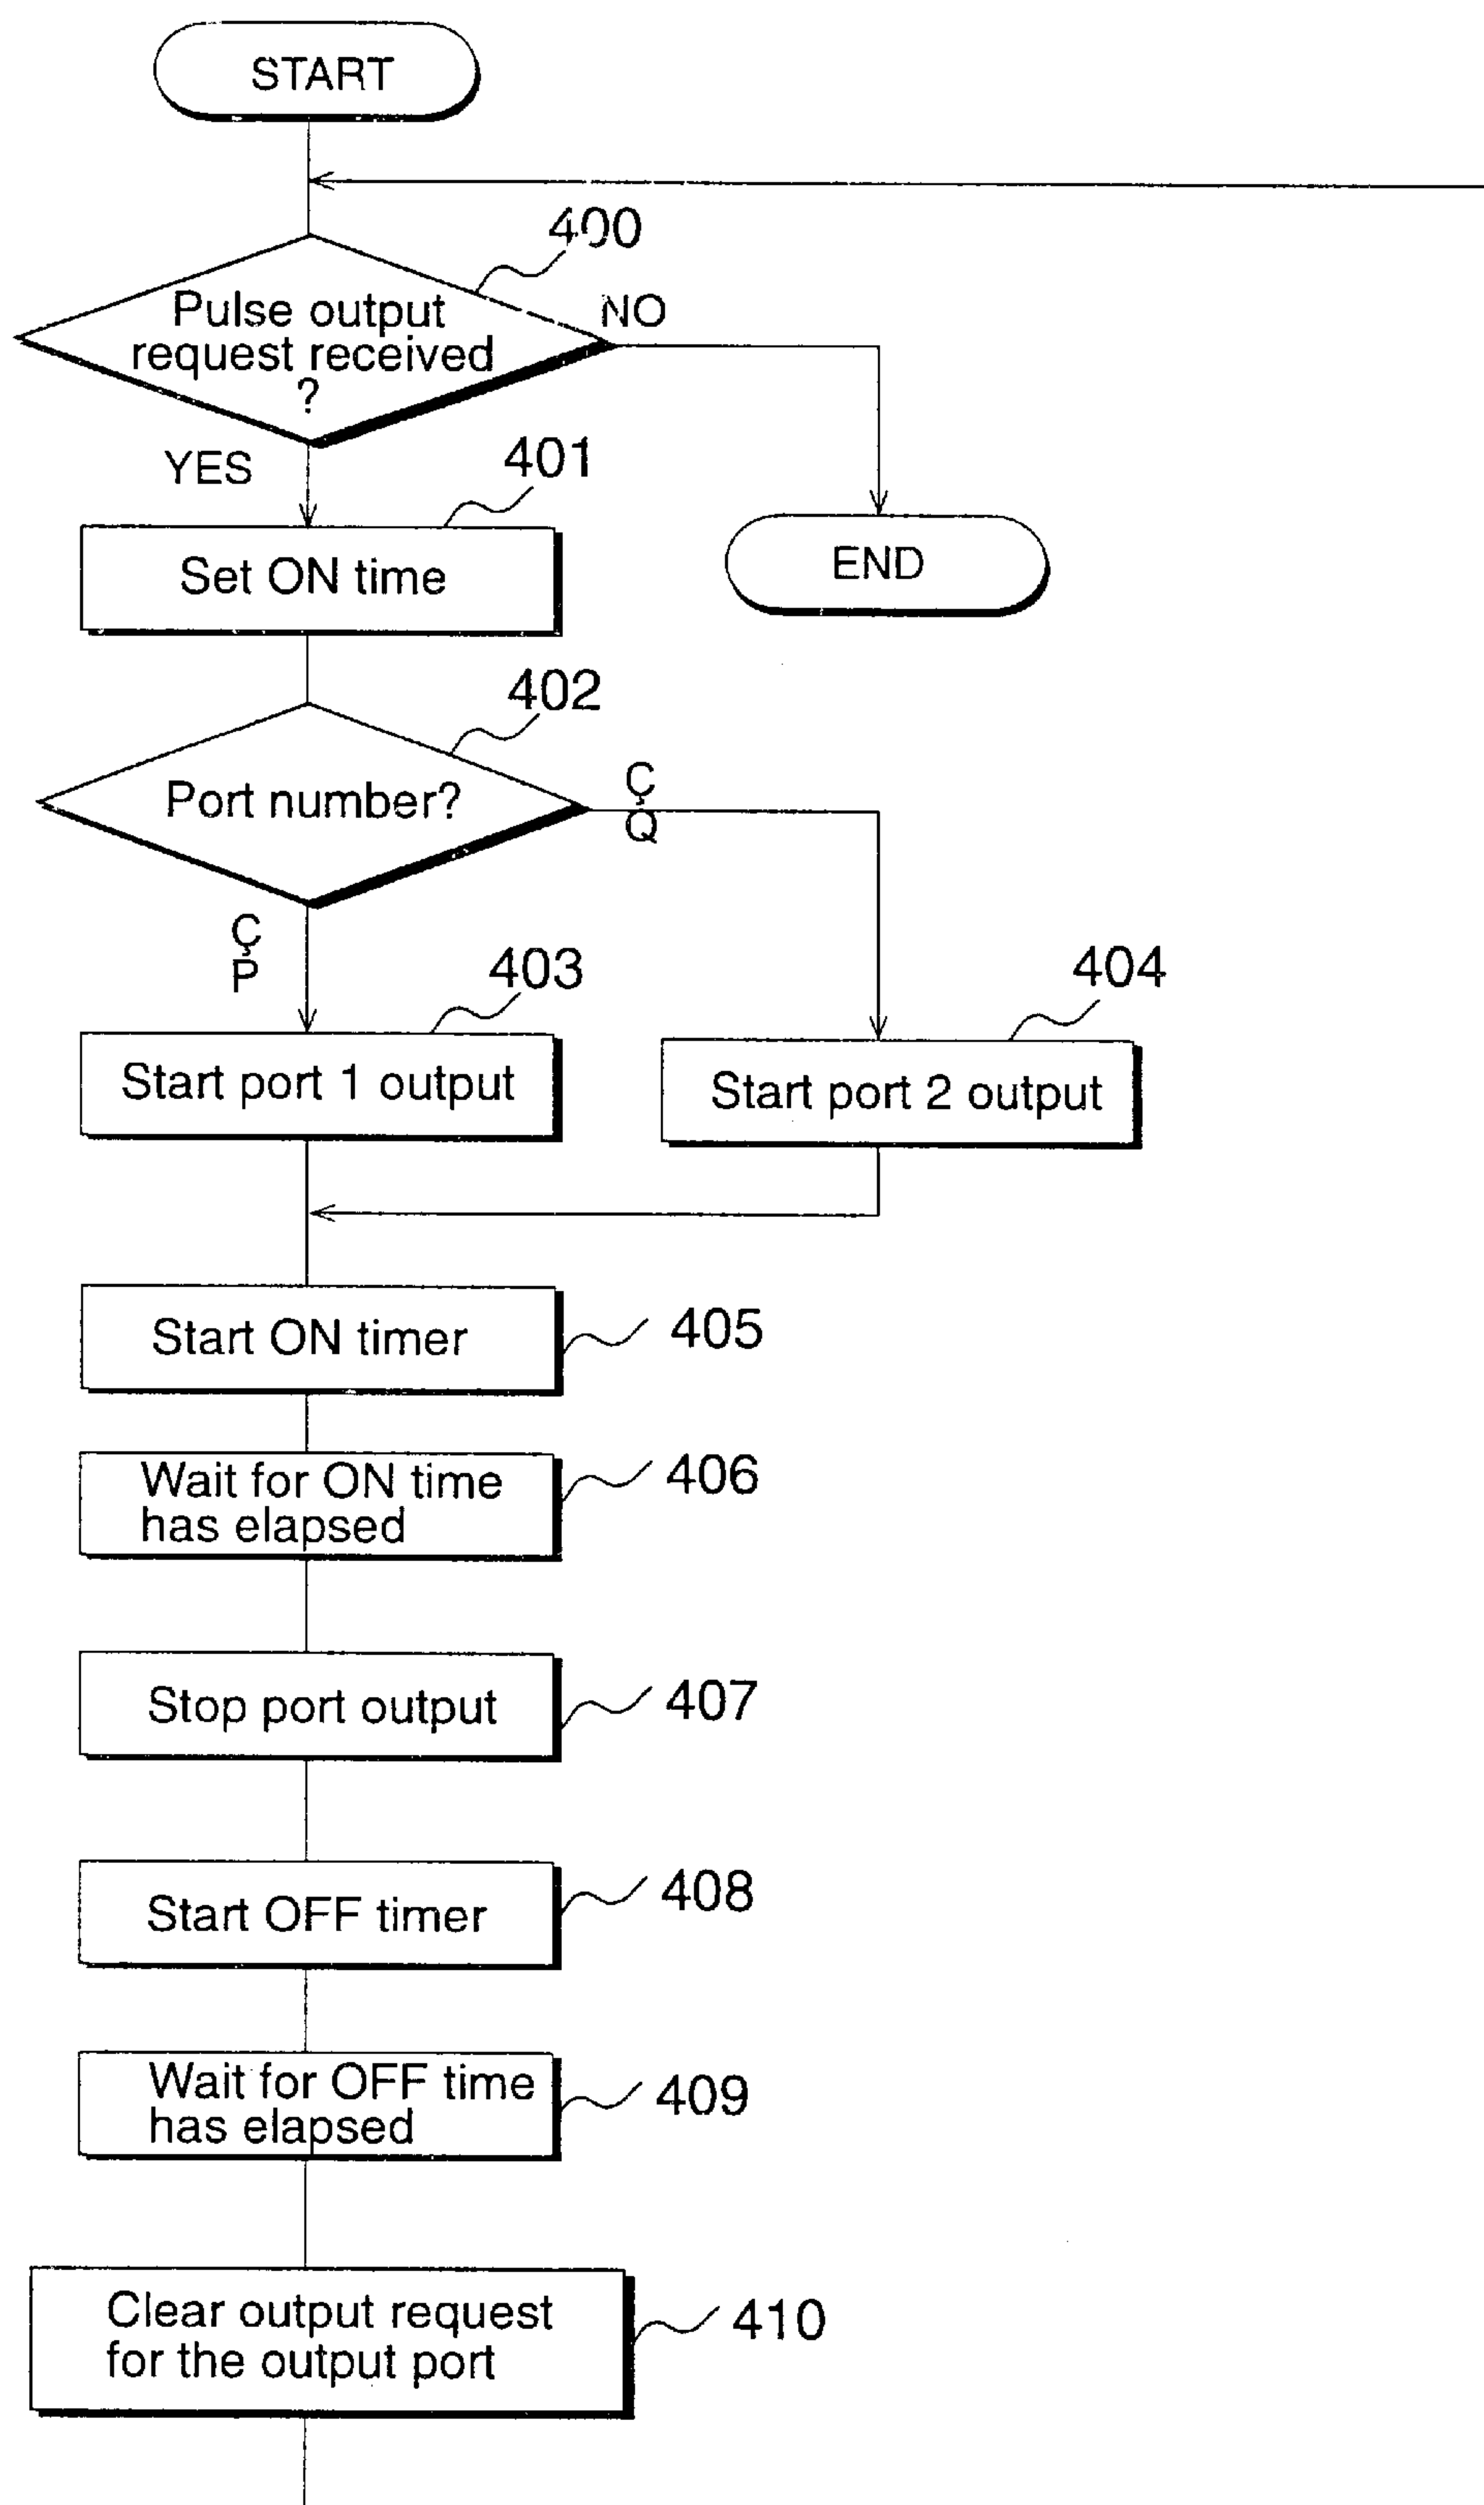 START
400
Pulse output
request received
?
NO
YES
401
Set ON time
END
402
Port number?
Ç
Q
Ç
P
403
404
Start port 1 output
Start port 2 output
Start ON timer
405
Wait for ON time
has elapsed
406
Stop port output
407
Start OFF timer
408
Wait for OFF time
has elapsed
409
Clear output request
for the output port
410